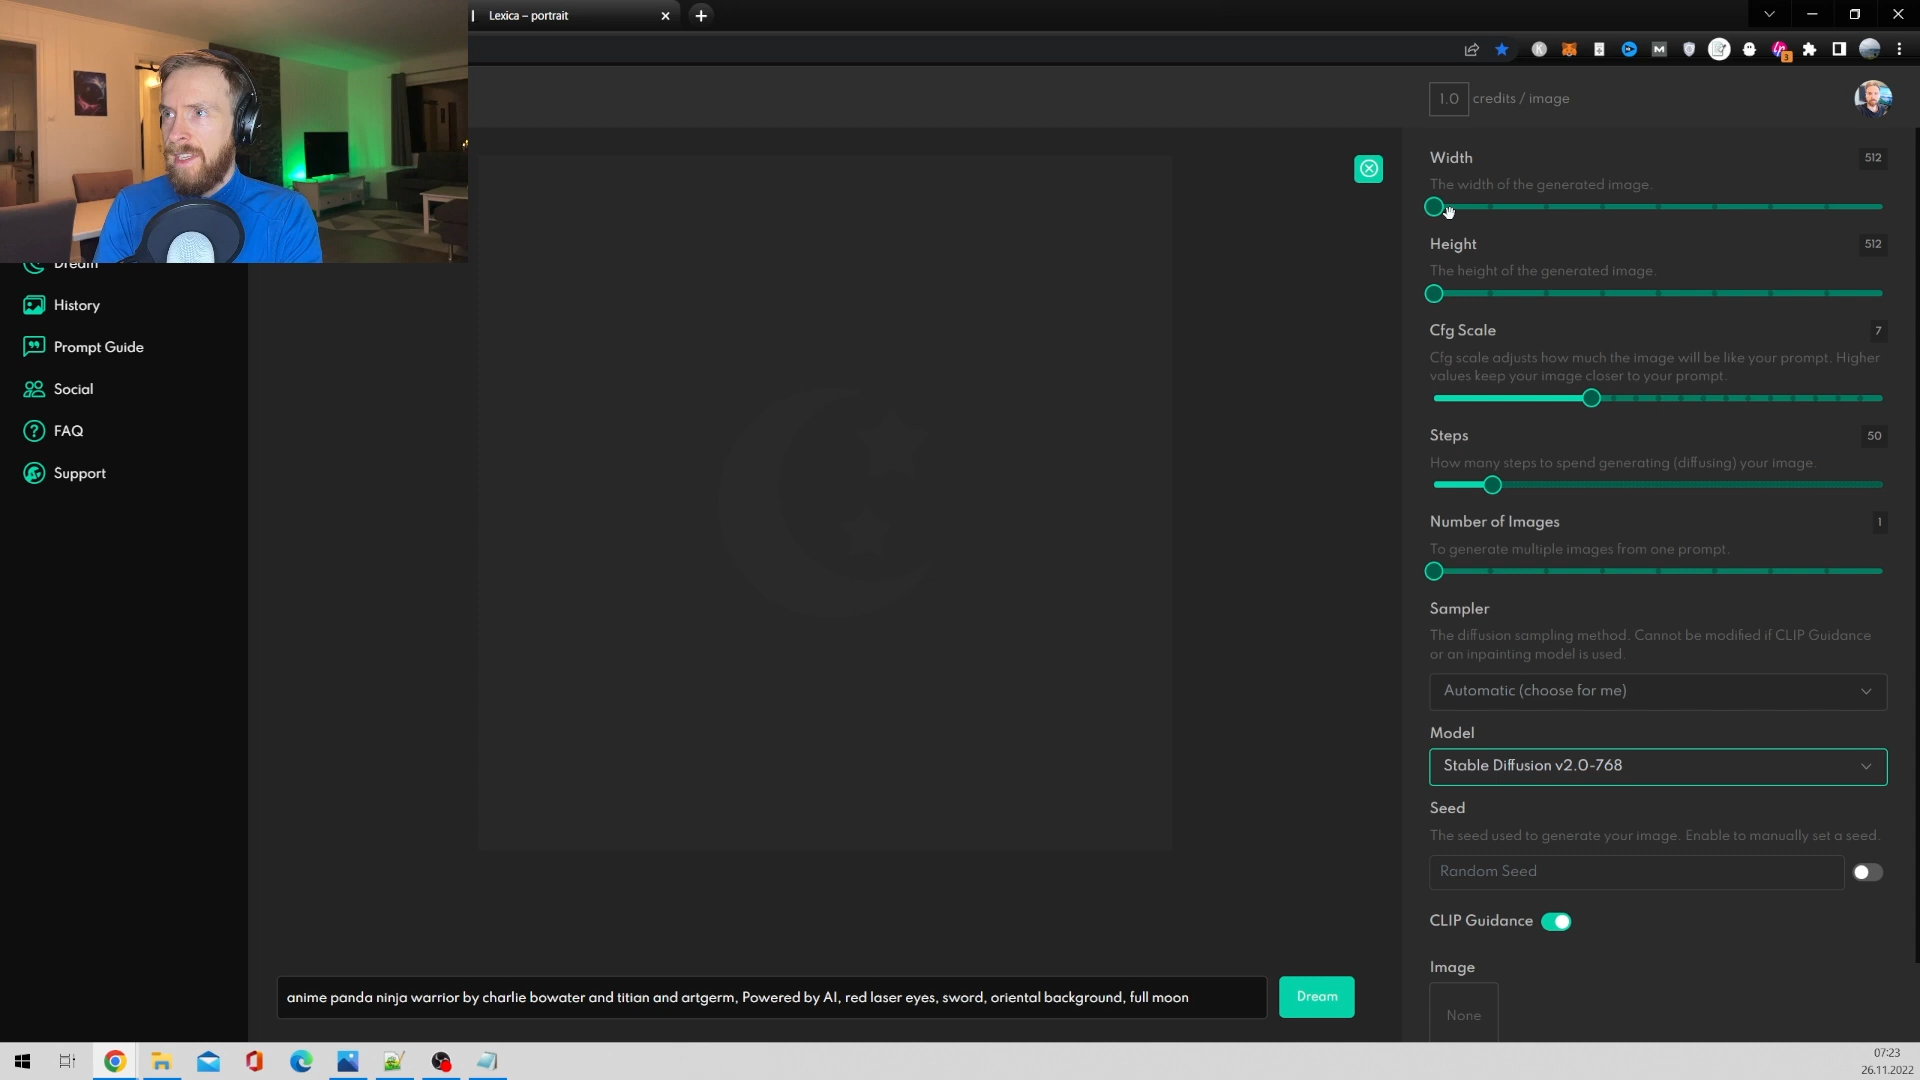 Lexica – portrait
1.0 credits / image
Dream
History
Prompt Guide
Social
FAQ
Support
Width 512
The width of the generated image.
Height 512
The height of the generated image.
Cfg Scale 7
Cfg scale adjusts how much the image will be like your prompt. Higher
values keep your image closer to your prompt.
Steps 50
How many steps to spend generating (diffusing) your image.
Number of Images 1
To generate multiple images from one prompt.
Sampler
The diffusion sampling method. Cannot be modified if CLIP Guidance
or an inpainting model is used.
Automatic (choose for me)
Model
Stable Diffusion v2.0-768
Seed
The seed used to generate your image. Enable to manually set a seed.
Random Seed
CLIP Guidance
Image
None
anime panda ninja warrior by charlie bowater and titian and artgerm, Powered by AI, red laser eyes, sword, oriental background, full moon
Dream
07:23
26.11.2022